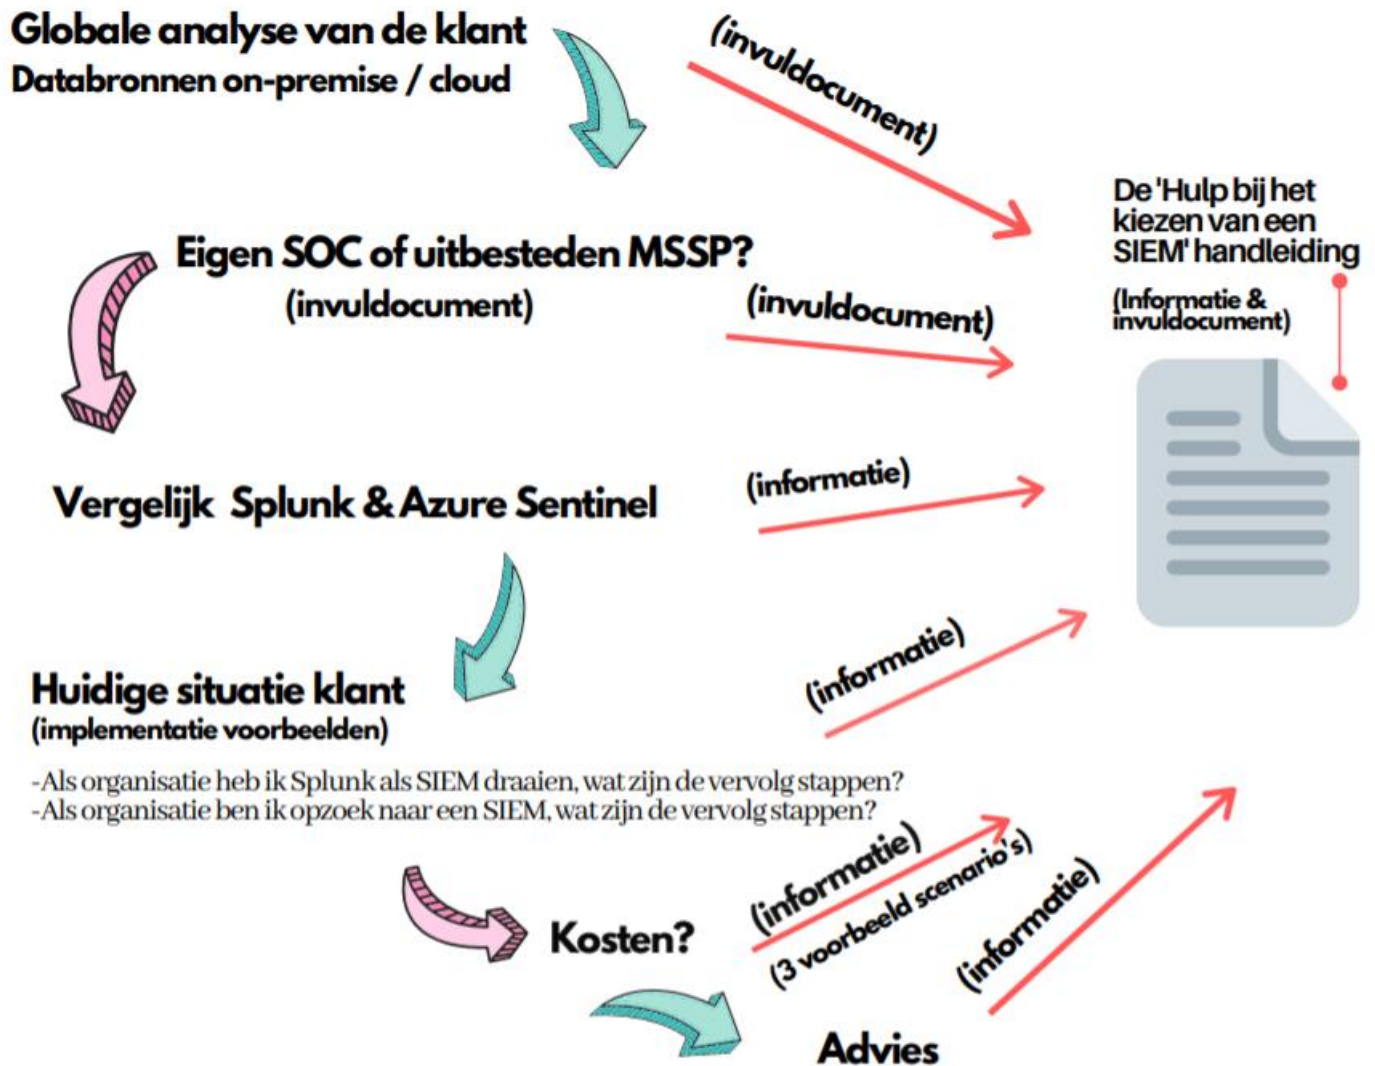 Globale analyse van de klant
Databronnen on-premise / cloud
(invuldocument)
De 'Hulp bij het
kiezen van een
SIEM' handleiding
(Informatie &
invuldocument)
Eigen SOC of uitbesteden MSSP?
(invuldocument)
(invuldocument)
Vergelijk Splunk & Azure Sentinel
(informatie)
Huidige situatie klant
(implementatie voorbeelden)
(informatie)
-Als organisatie heb ik Splunk als SIEM draaien, wat zijn de vervolg stappen?
-Als organisatie ben ik opzoek naar een SIEM, wat zijn de vervolg stappen?
Kosten?
(informatie)
(3 voorbeeld scenario's)
Advies
(informatie)